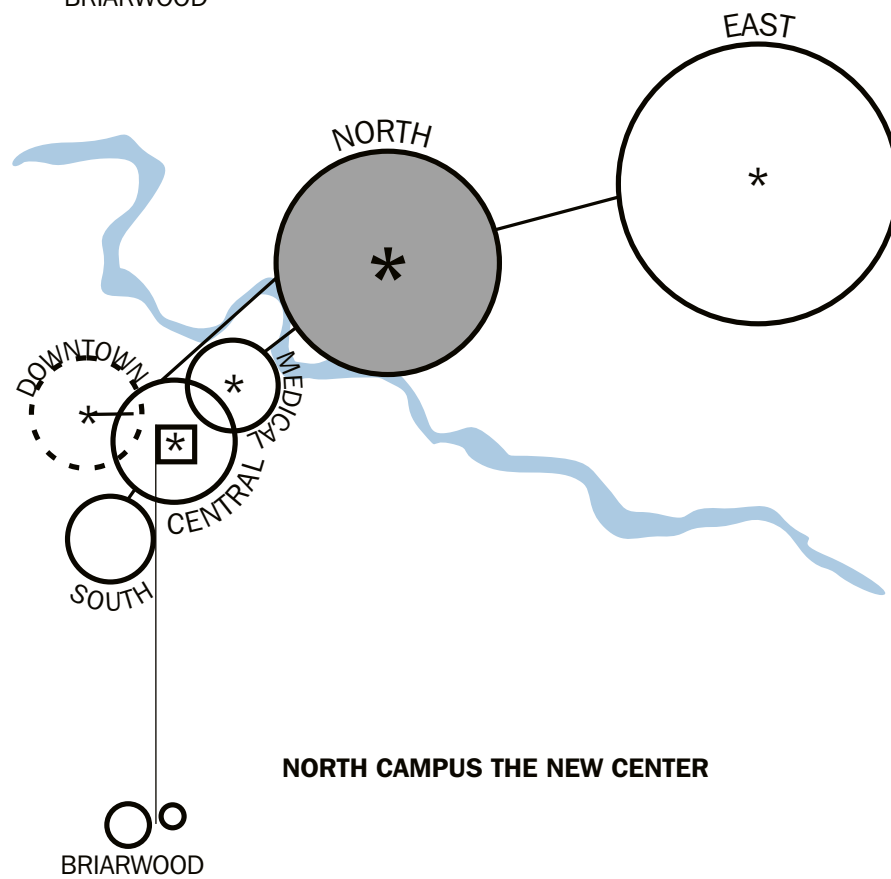 BRIARWOOD
EAST
*
NORTH
*
DOWNTOWN
*
MEDICAL
*
*
CENTRAL
SOUTH
NORTH CAMPUS THE NEW CENTER
BRIARWOOD